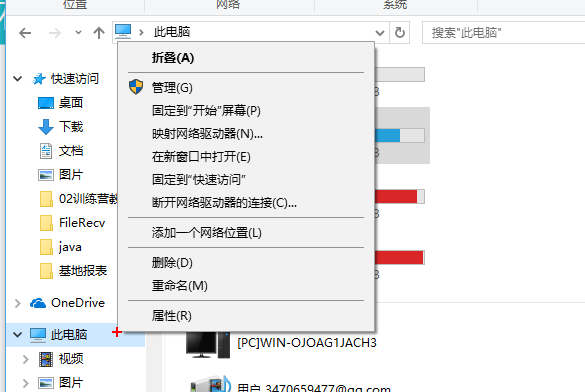 位置
网络
系统
此电脑
搜索"此电脑"
折叠(A)
管理(G)
固定到"开始"屏幕(P)
映射网络驱动器(N)...
在新窗口中打开(E)
固定到"快速访问"
断开网络驱动器的连接(C)...
添加一个网络位置(L)
删除(D)
重命名(M)
属性(R)
快速访问
桌面
下载
文档
图片
02训练营教
FileRecv
java
基地报表
OneDrive
此电脑
视频
图片
[PC]WIN-OJOAG1JACH3
用户 3470659477@qq.com